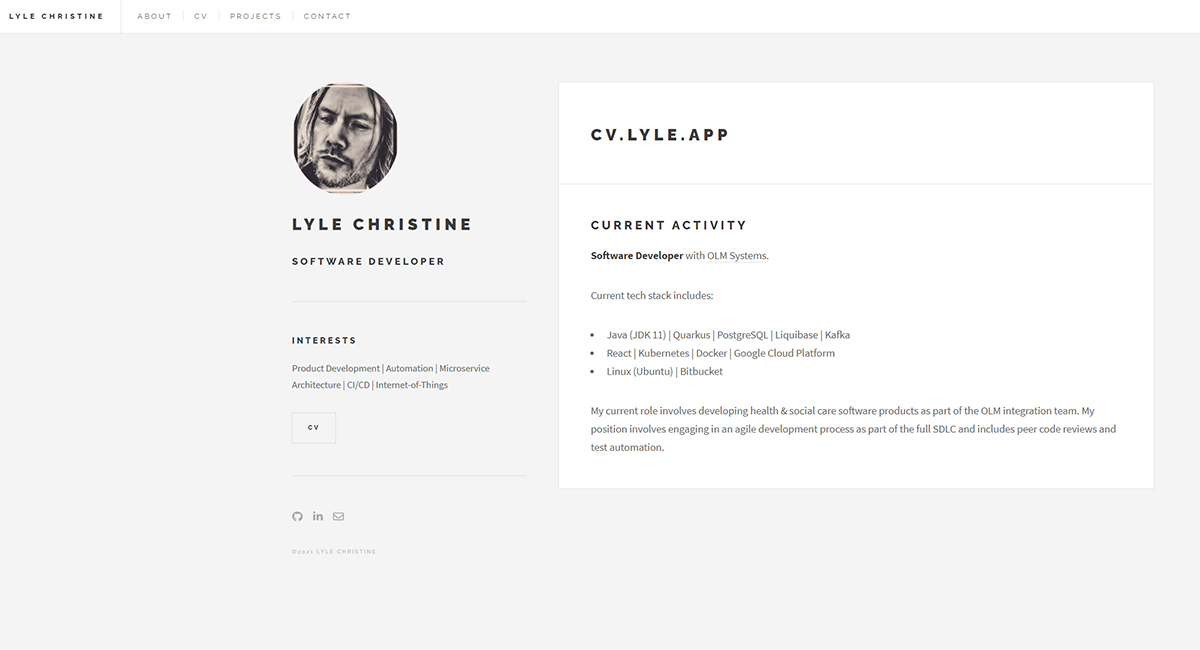 LYLE CHRISTINE
ABOUT
CV
PROJECTS
CONTACT
LYLE CHRISTINE
SOFTWARE DEVELOPER
INTERESTS
Product Development | Automation | Microservice
Architecture | CI/CD | Internet-of-Things
CV
©2021 LYLE CHRISTINE
CV.LYLE.APP
CURRENT ACTIVITY
Software Developer with OLM Systems.
Current tech stack includes:
• Java (JDK 11) | Quarkus | PostgreSQL | Liquibase | Kafka
• React | Kubernetes | Docker | Google Cloud Platform
• Linux (Ubuntu) | Bitbucket
My current role involves developing health & social care software products as part of the OLM integration team. My
position involves engaging in an agile development process as part of the full SDLC and includes peer code reviews and
test automation.